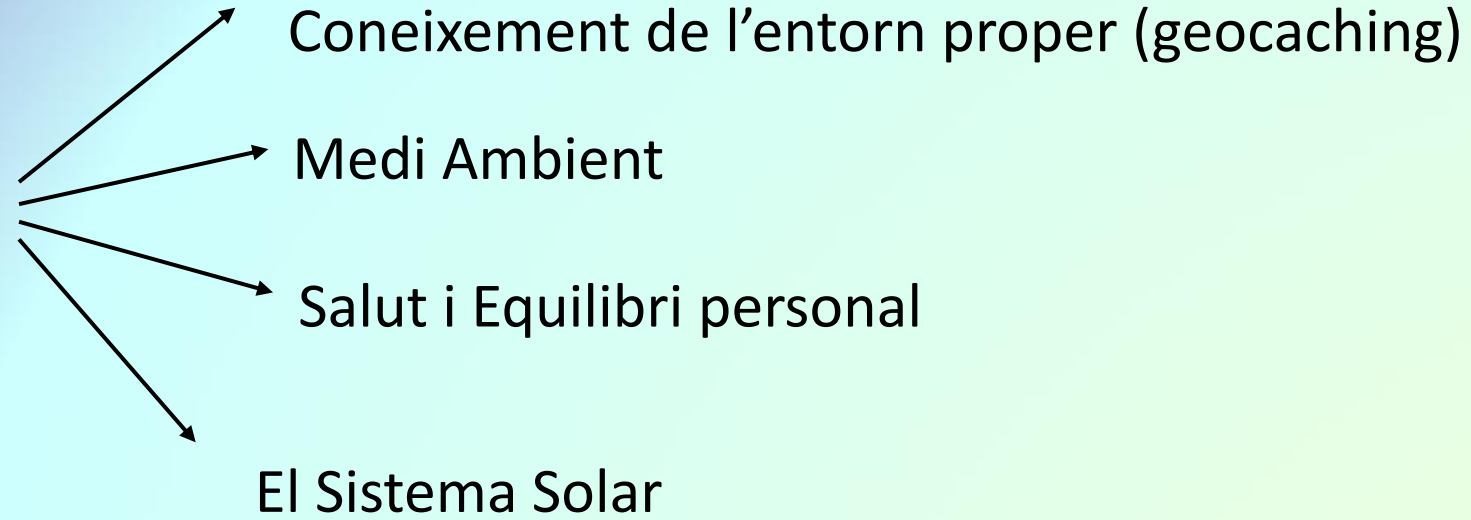 Coneixement de l’entorn proper (geocaching)
Medi Ambient
Salut i Equilibri personal
El Sistema Solar